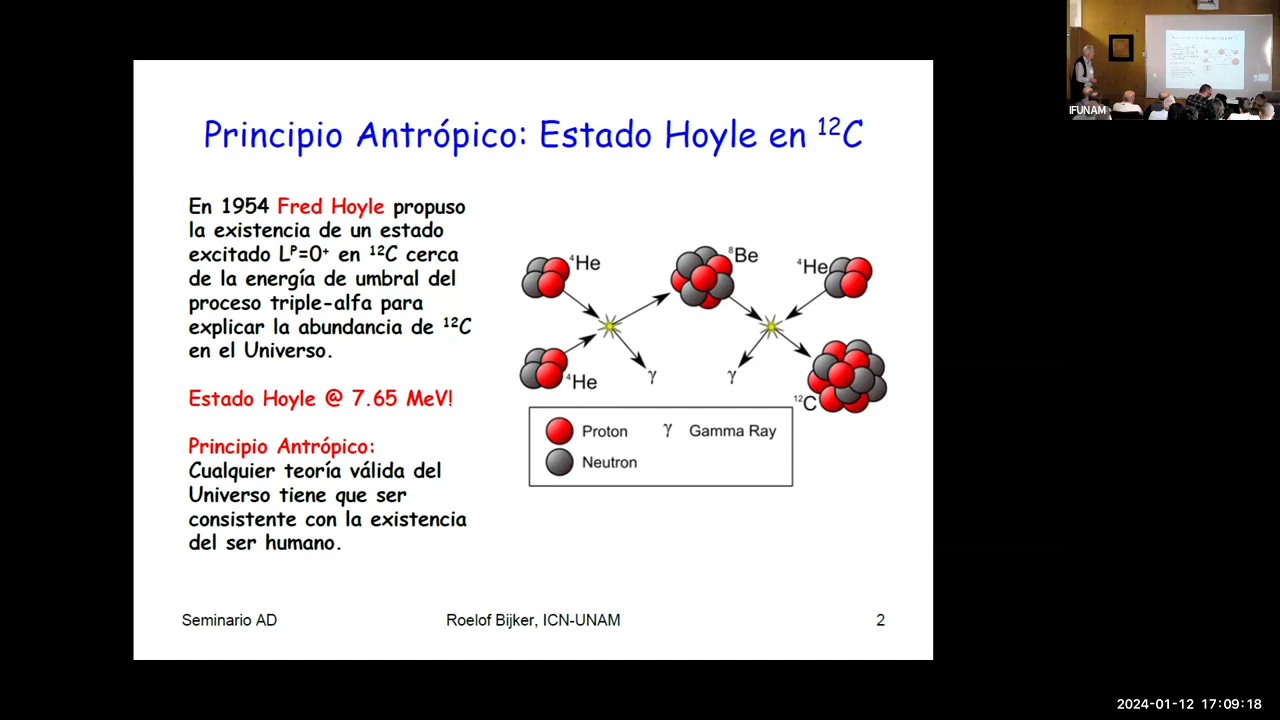 IFUNAM
Principio Antrópico: Estado Hoyle en ¹²C
En 1954 Fred Hoyle propuso
la existencia de un estado
excitado Lᴾ=0⁺ en ¹²C cerca
de la energía de umbral del
proceso triple-alfa para
explicar la abundancia de ¹²C
en el Universo.
Estado Hoyle @ 7.65 MeV!
Principio Antrópico:
Cualquier teoría válida del
Universo tiene que ser
consistente con la existencia
del ser humano.
⁴He
⁸Be
⁴He
⁴He
γ
γ
¹²C
Proton
γ Gamma Ray
Neutron
Seminario AD
Roelof Bijker, ICN-UNAM
2
2024-01-12 17:09:18